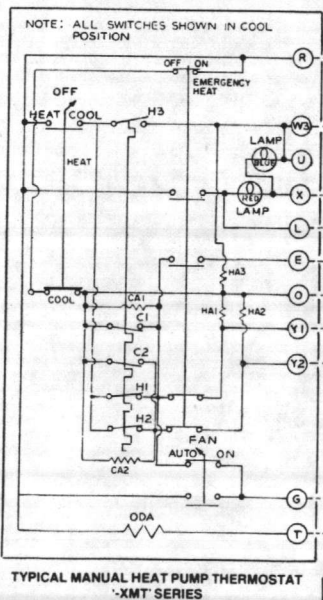 NOTE: ALL SWITCHES SHOWN IN COOL
POSITION
R
OFF ON
EMERGENCY
HEAT
OFF
HEAT COOL
H3
W3
LAMP
BLUE
U
HEAT
X
RED
LAMP
L
E
HA3
COOL
O
CA1
C1
HA1
HA2
Y1
C2
Y2
H1
H2
FAN
AUTO ON
CA2
G
ODA
T
TYPICAL MANUAL HEAT PUMP THERMOSTAT
'-XMT' SERIES